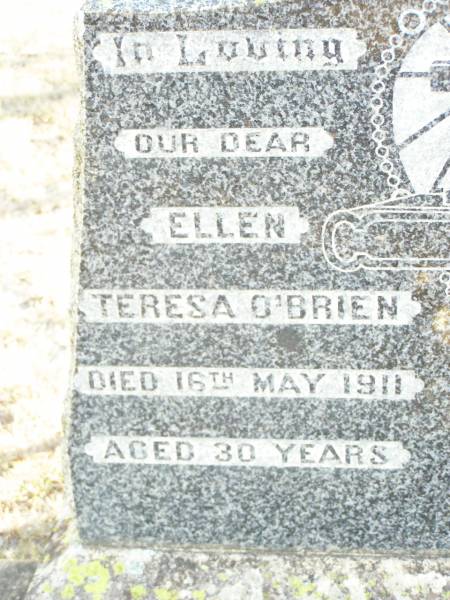 In Loving
OUR DEAR
ELLEN
TERESA O'BRIEN
DIED 16TH MAY 1911
AGED 30 YEARS